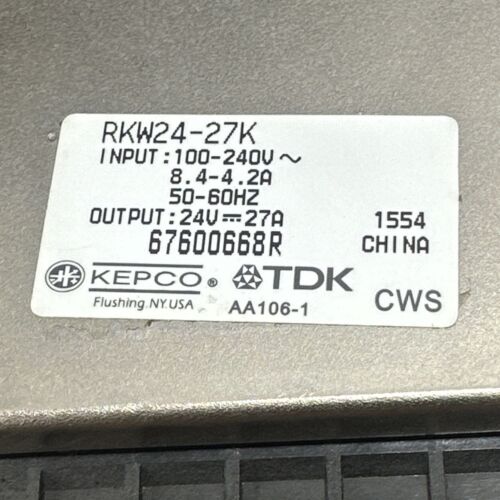 RKW24-27K
INPUT:100-240V~
8.4-4.2A
50-60HZ
OUTPUT:24V⎓27A
67600668R
1554
CHINA
KEPCO®
Flushing.NY.USA
TDK
AA106-1
CWS